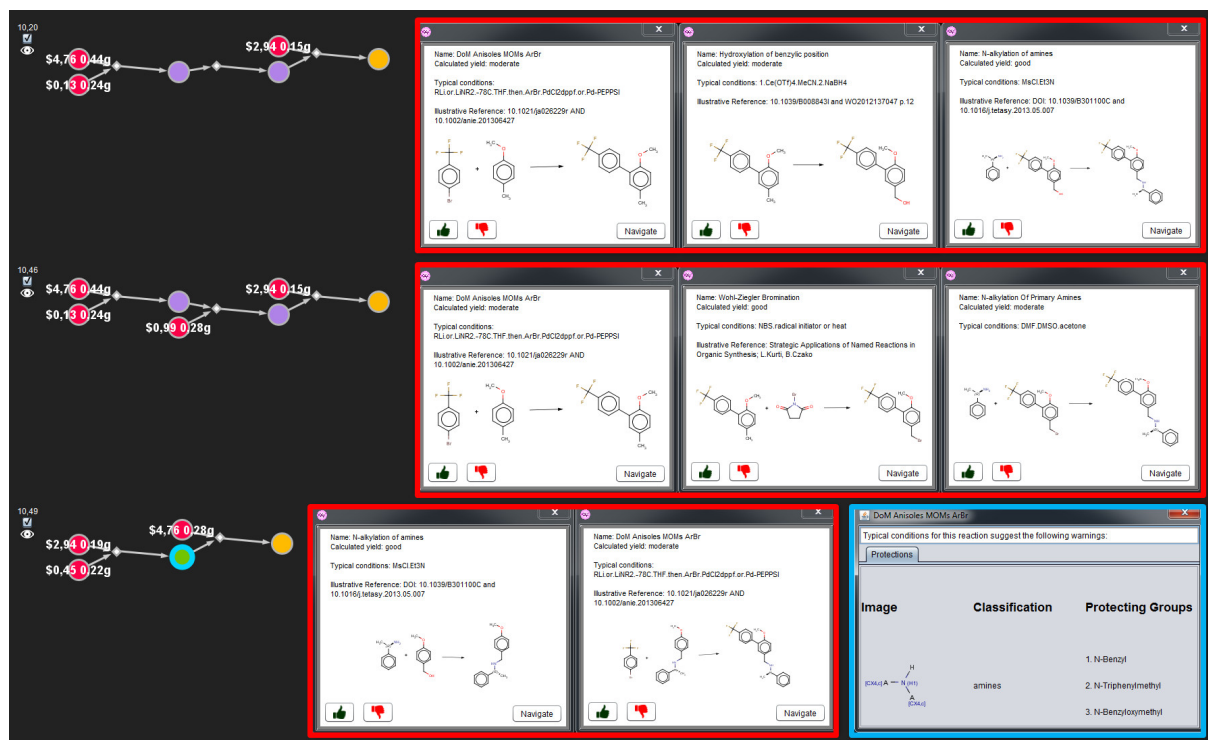 10,20
$4,76 0,44g
$0,13 0,24g
$2,94 0,15g
X
Name: DoM Anisoles MOMs ArBr
Calculated yield: moderate
Typical conditions:
RLi.or.LiNR2.-78C.THF.then.ArBr.PdCl2dppf.or.Pd-PEPPSI
Illustrative Reference: 10.1021/ja026229r AND
10.1002/anie.201306427
Navigate
X
Name: Hydroxylation of benzylic position
Calculated yield: moderate
Typical conditions: 1.Ce(OTf)4.MeCN.2.NaBH4
Illustrative Reference: 10.1039/B008843I and WO2012137047 p.12
Navigate
X
Name: N-alkylation of amines
Calculated yield: good
Typical conditions: MsCl.Et3N
Illustrative Reference: DOI: 10.1039/B301100C and
10.1016/j.tetasy.2013.05.007
Navigate
10,46
$4,76 0,44g
$0,13 0,24g
$0,99 0,28g
$2,94 0,15g
X
Name: DoM Anisoles MOMs ArBr
Calculated yield: moderate
Typical conditions:
RLi.or.LiNR2.-78C.THF.then.ArBr.PdCl2dppf.or.Pd-PEPPSI
Illustrative Reference: 10.1021/ja026229r AND
10.1002/anie.201306427
Navigate
X
Name: Wohl-Ziegler Bromination
Calculated yield: good
Typical conditions: NBS.radical initiator or heat
Illustrative Reference: Strategic Applications of Named Reactions in
Organic Synthesis; L.Kurti, B.Czako
Navigate
X
Name: N-alkylation Of Primary Amines
Calculated yield: moderate
Typical conditions: DMF.DMSO.acetone
Navigate
10,49
$2,94 0,19g
$0,45 0,22g
$4,76 0,28g
X
Name: N-alkylation of amines
Calculated yield: good
Typical conditions: MsCl.Et3N
Illustrative Reference: DOI: 10.1039/B301100C and
10.1016/j.tetasy.2013.05.007
Navigate
X
Name: DoM Anisoles MOMs ArBr
Calculated yield: moderate
Typical conditions:
RLi.or.LiNR2.-78C.THF.then.ArBr.PdCl2dppf.or.Pd-PEPPSI
Illustrative Reference: 10.1021/ja026229r AND
10.1002/anie.201306427
Navigate
DoM Anisoles MOMs ArBr
Typical conditions for this reaction suggest the following warnings:
Protections
Image Classification Protecting Groups
H
[CX4,c] A N (H1)
A
[CX4,c]
amines
1. N-Benzyl
2. N-Triphenylmethyl
3. N-Benzyloxymethyl